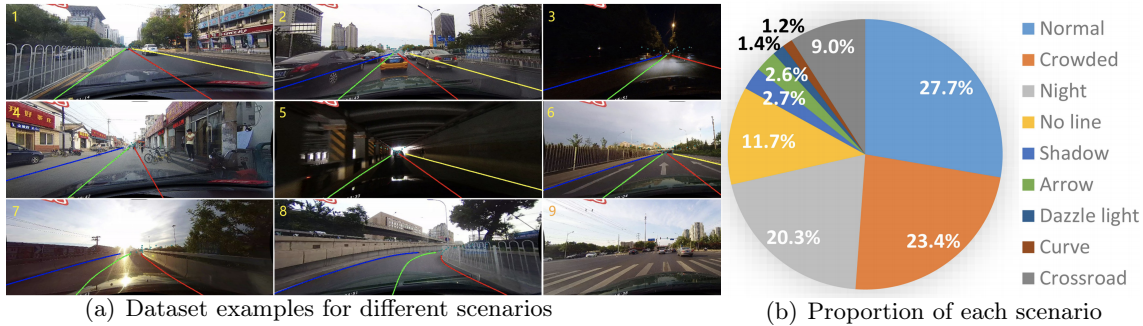 1
2
3
4
5
6
7
8
9
(a) Dataset examples for different scenarios
1.2%
1.4%
9.0%
2.6%
2.7%
27.7%
11.7%
20.3%
23.4%
Normal
Crowded
Night
No line
Shadow
Arrow
Dazzle light
Curve
Crossroad
(b) Proportion of each scenario